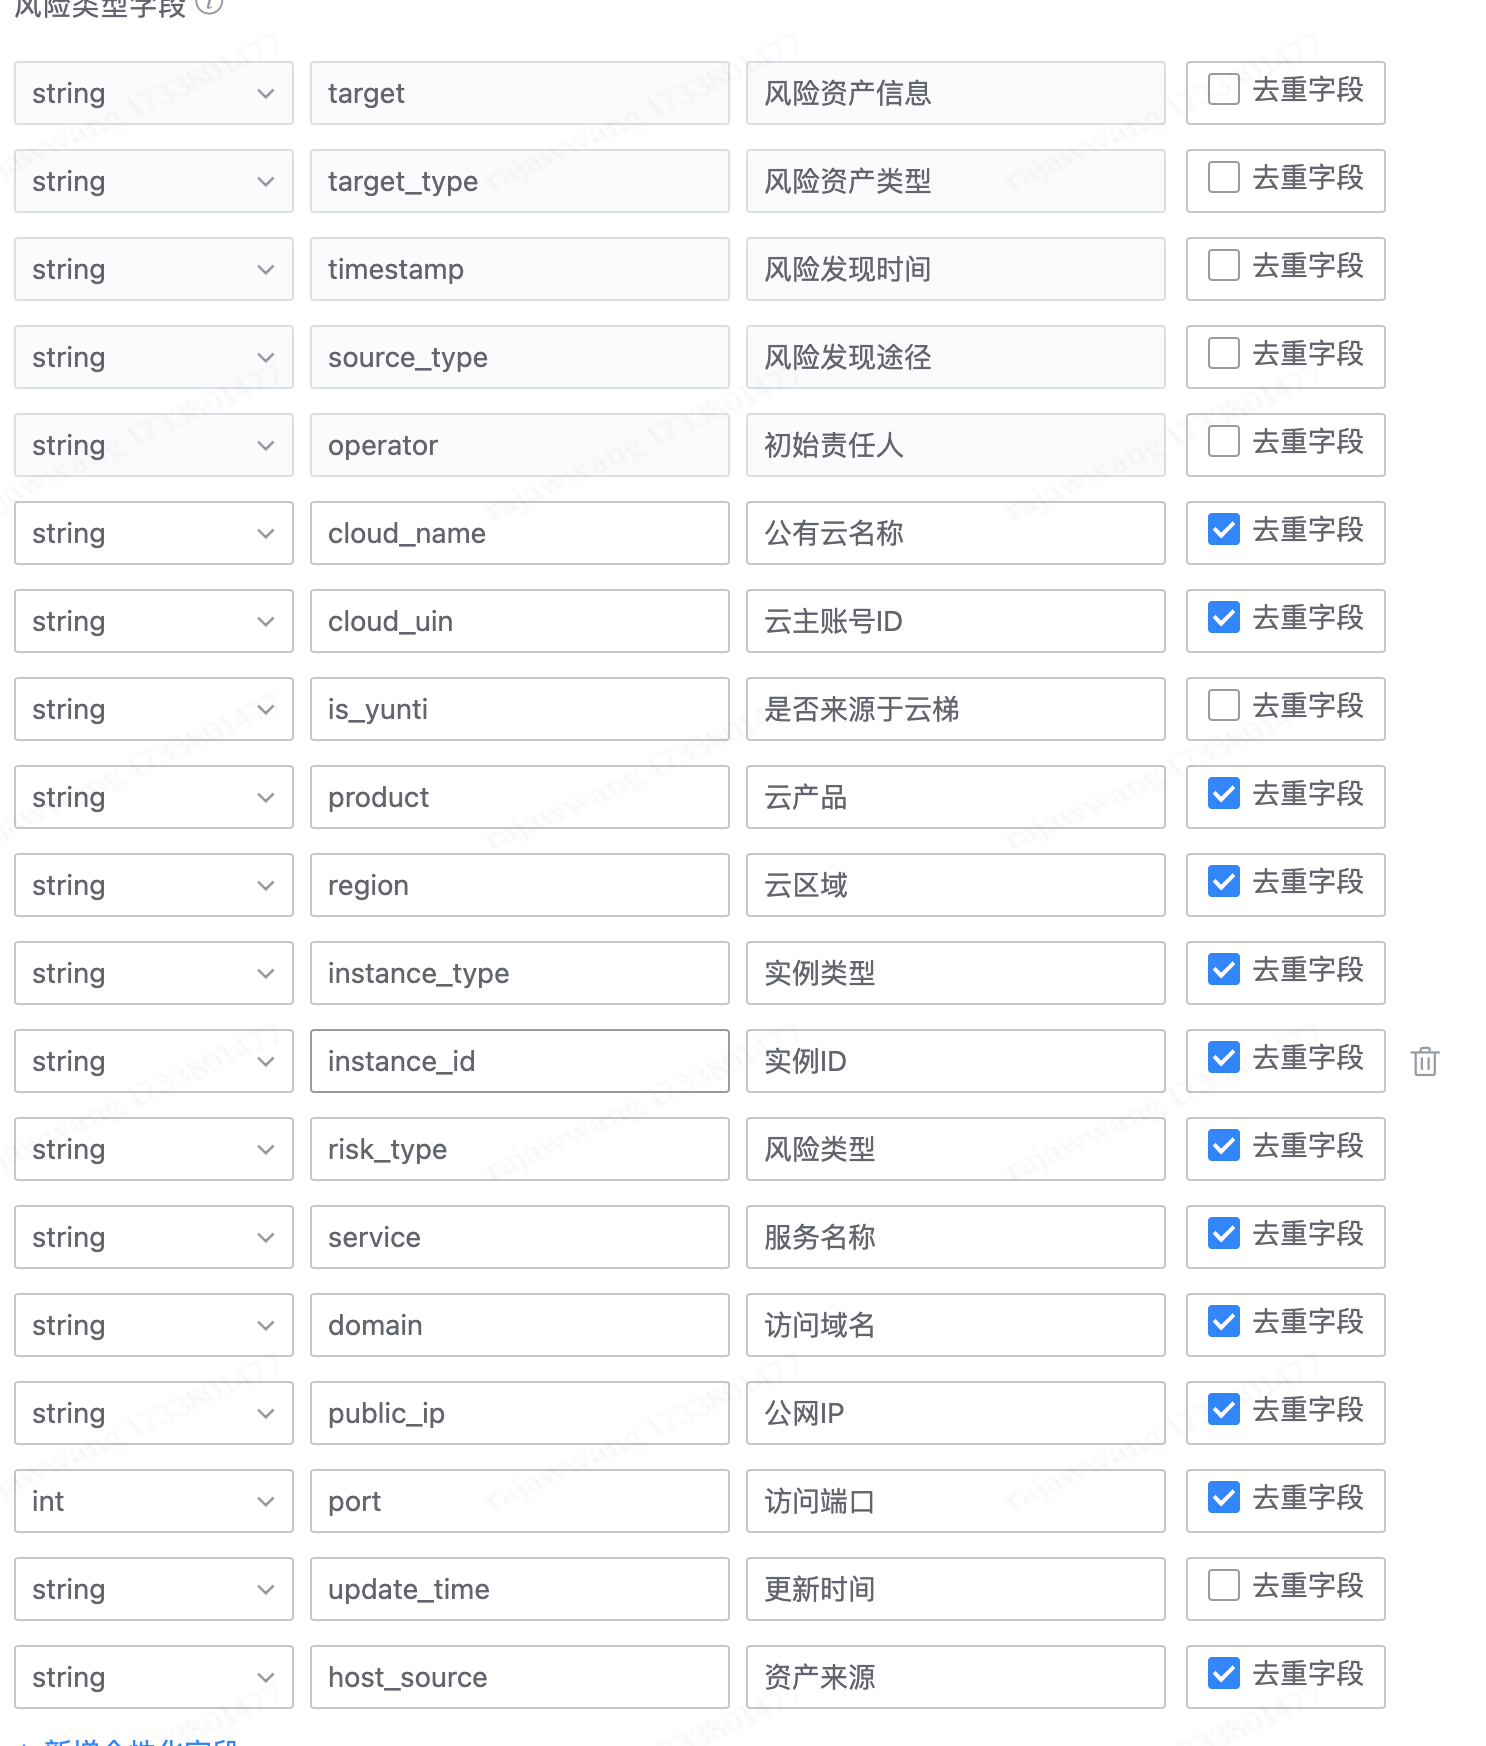 风险类型字段
string target 风险资产信息 去重字段
string target_type 风险资产类型 去重字段
string timestamp 风险发现时间 去重字段
string source_type 风险发现途径 去重字段
string operator 初始责任人 去重字段
string cloud_name 公有云名称 去重字段
string cloud_uin 云主账号ID 去重字段
string is_yunti 是否来源于云梯 去重字段
string product 云产品 去重字段
string region 云区域 去重字段
string instance_type 实例类型 去重字段
string instance_id 实例ID 去重字段
string risk_type 风险类型 去重字段
string service 服务名称 去重字段
string domain 访问域名 去重字段
string public_ip 公网IP 去重字段
int port 访问端口 去重字段
string update_time 更新时间 去重字段
string host_source 资产来源 去重字段
+ 新增个性化字段
rajawwang 1733801477